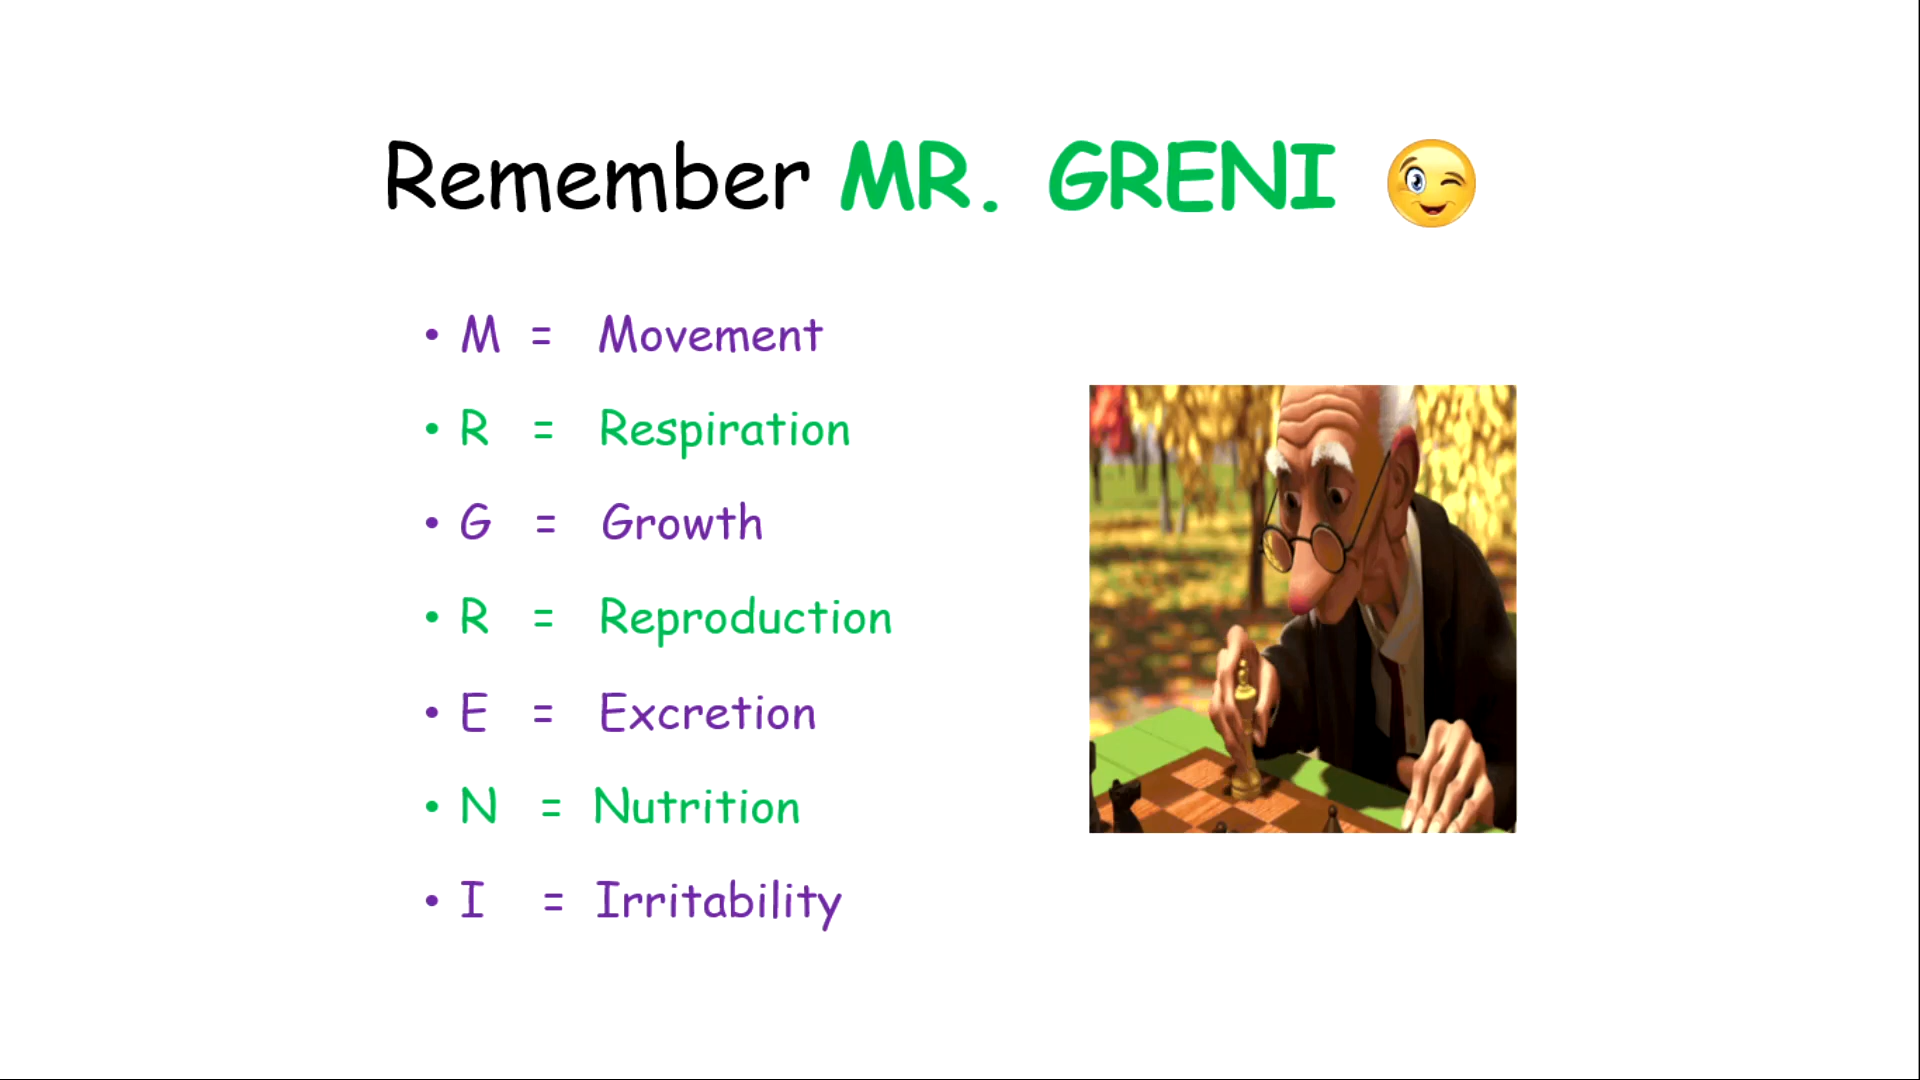 Remember MR. GRENI 😉
• M = Movement
• R = Respiration
• G = Growth
• R = Reproduction
• E = Excretion
• N = Nutrition
• I = Irritability